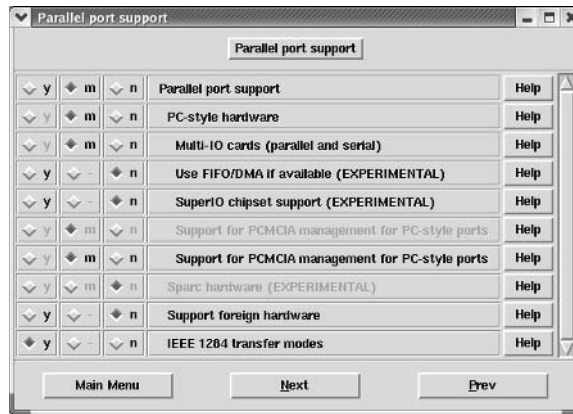 Parallel port support
Parallel port support
y m n Parallel port support Help
y m n PC-style hardware Help
y m n Multi-IO cards (parallel and serial) Help
y - n Use FIFO/DMA if available (EXPERIMENTAL) Help
y - n SuperIO chipset support (EXPERIMENTAL) Help
y m n Support for PCMCIA management for PC-style ports Help
y m n Support for PCMCIA management for PC-style ports Help
y m n Sparc hardware (EXPERIMENTAL) Help
y - n Support foreign hardware Help
y - n IEEE 1284 transfer modes Help
Main Menu Next Prev